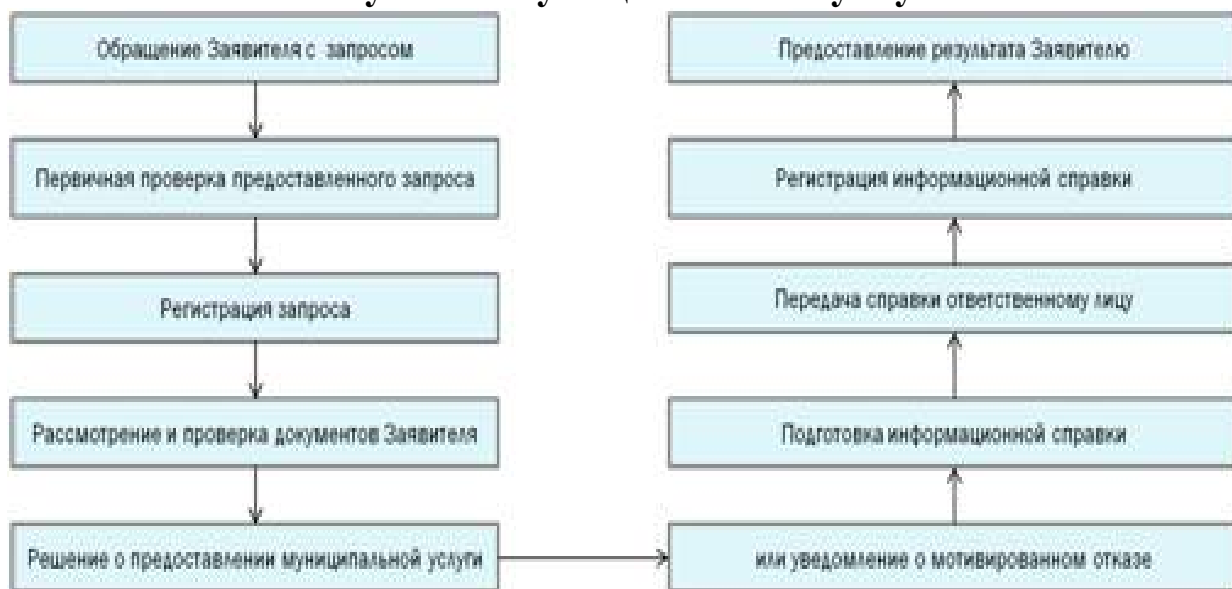 Обращение Заявителя с запросом
Первичная проверка предоставленного запроса
Регистрация запроса
Рассмотрение и проверка документов Заявителя
Решение о предоставлении муниципальной услуги
или уведомление о мотивированном отказе
Подготовка информационной справки
Передача справки ответственному лицу
Регистрация информационной справки
Предоставление результата Заявителю